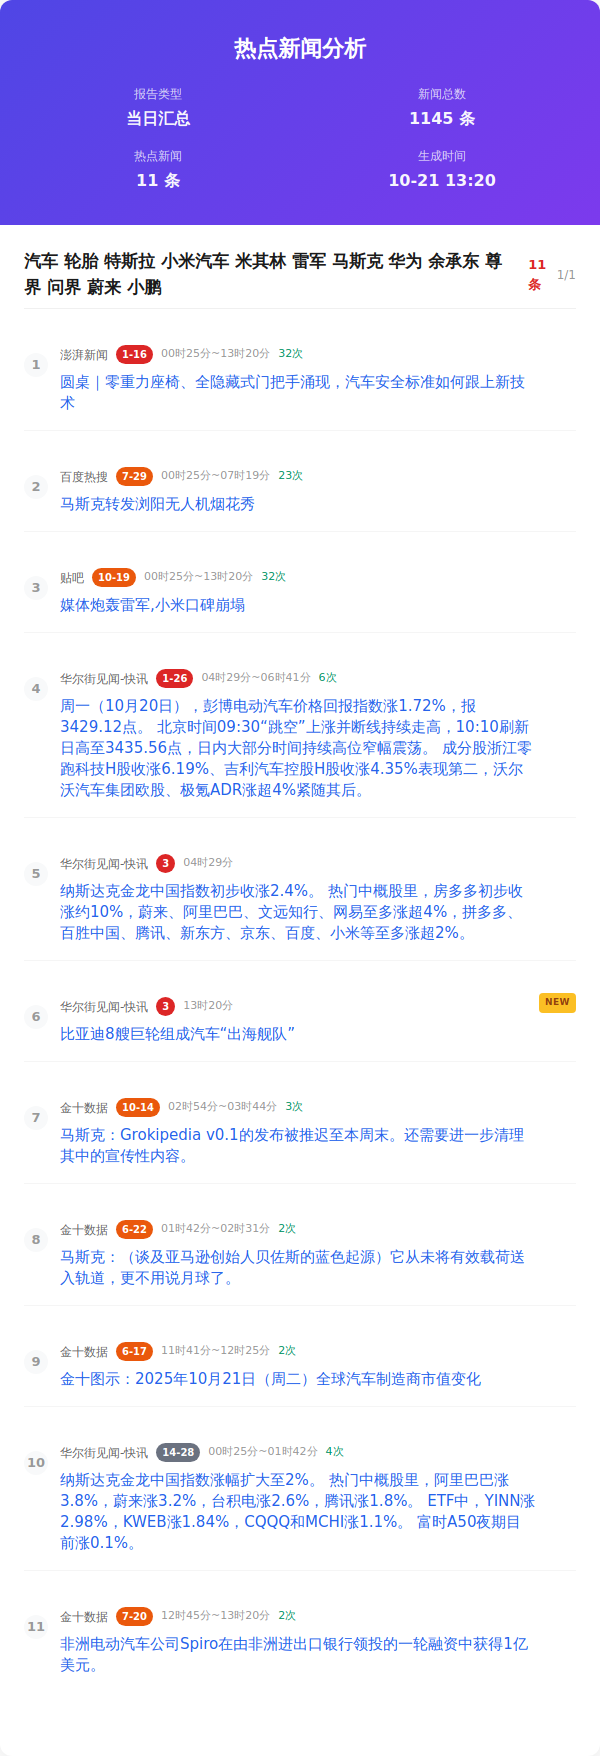 热点新闻分析
报告类型
新闻总数
当日汇总
1145 条
热点新闻
生成时间
11 条
10-21 13:20
汽车 轮胎 特斯拉 小米汽车 米其林 雷军 马斯克 华为 余承东 尊
界 问界 蔚来 小鹏
11
条
1/1
1
澎湃新闻 1-16 00时25分~13时20分 32次
圆桌｜零重力座椅、全隐藏式门把手涌现，汽车安全标准如何跟上新技
术
2
百度热搜 7-29 00时25分~07时19分 23次
马斯克转发浏阳无人机烟花秀
3
贴吧 10-19 00时25分~13时20分 32次
媒体炮轰雷军,小米口碑崩塌
4
华尔街见闻-快讯 1-26 04时29分~06时41分 6次
周一（10月20日），彭博电动汽车价格回报指数涨1.72%，报
3429.12点。 北京时间09:30“跳空”上涨并断线持续走高，10:10刷新
日高至3435.56点，日内大部分时间持续高位窄幅震荡。 成分股浙江零
跑科技H股收涨6.19%、吉利汽车控股H股收涨4.35%表现第二，沃尔
沃汽车集团欧股、极氪ADR涨超4%紧随其后。
5
华尔街见闻-快讯 3 04时29分
纳斯达克金龙中国指数初步收涨2.4%。 热门中概股里，房多多初步收
涨约10%，蔚来、阿里巴巴、文远知行、网易至多涨超4%，拼多多、
百胜中国、腾讯、新东方、京东、百度、小米等至多涨超2%。
6
华尔街见闻-快讯 3 13时20分
NEW
比亚迪8艘巨轮组成汽车“出海舰队”
7
金十数据 10-14 02时54分~03时44分 3次
马斯克：Grokipedia v0.1的发布被推迟至本周末。还需要进一步清理
其中的宣传性内容。
8
金十数据 6-22 01时42分~02时31分 2次
马斯克：（谈及亚马逊创始人贝佐斯的蓝色起源）它从未将有效载荷送
入轨道，更不用说月球了。
9
金十数据 6-17 11时41分~12时25分 2次
金十图示：2025年10月21日（周二）全球汽车制造商市值变化
10
华尔街见闻-快讯 14-28 00时25分~01时42分 4次
纳斯达克金龙中国指数涨幅扩大至2%。 热门中概股里，阿里巴巴涨
3.8%，蔚来涨3.2%，台积电涨2.6%，腾讯涨1.8%。 ETF中，YINN涨
2.98%，KWEB涨1.84%，CQQQ和MCHI涨1.1%。 富时A50夜期目
前涨0.1%。
11
金十数据 7-20 12时45分~13时20分 2次
非洲电动汽车公司Spiro在由非洲进出口银行领投的一轮融资中获得1亿
美元。